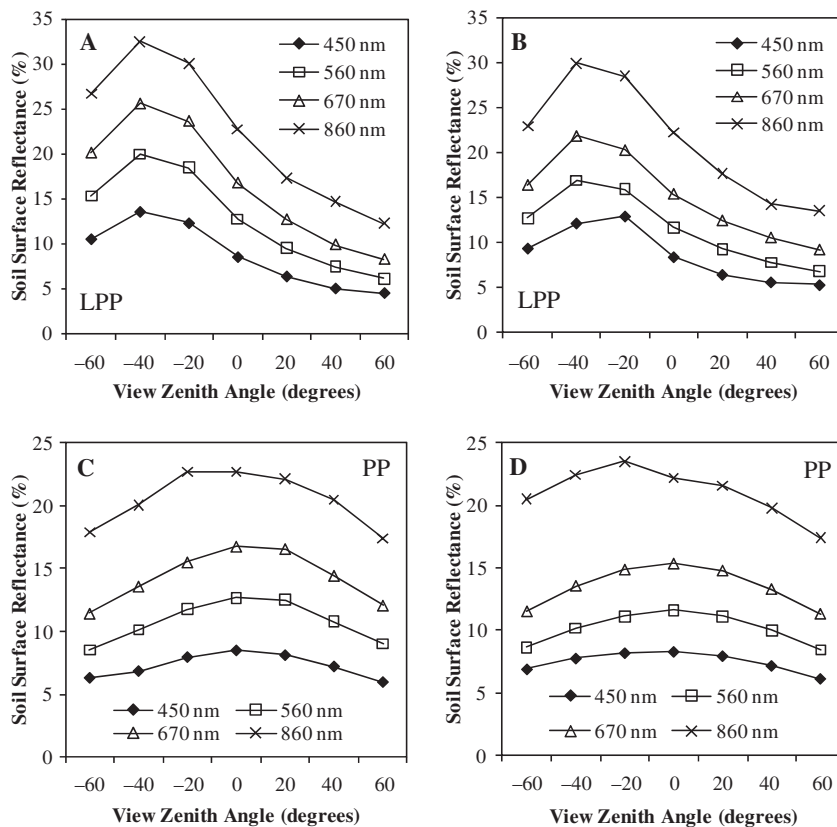 A
450 nm
560 nm
670 nm
860 nm
LPP
Soil Surface Reflectance (%)
35
30
25
20
15
10
5
0
–60 –40 –20 0 20 40 60
View Zenith Angle (degrees)
B
450 nm
560 nm
670 nm
860 nm
LPP
Soil Surface Reflectance (%)
35
30
25
20
15
10
5
0
–60 –40 –20 0 20 40 60
View Zenith Angle (degrees)
C PP
Soil Surface Reflectance (%)
25
20
15
10
5
0
450 nm 560 nm
670 nm 860 nm
–60 –40 –20 0 20 40 60
View Zenith Angle (degrees)
D PP
Soil Surface Reflectance (%)
25
20
15
10
5
0
450 nm 560 nm
670 nm 860 nm
–60 –40 –20 0 20 40 60
View Zenith Angle (degrees)